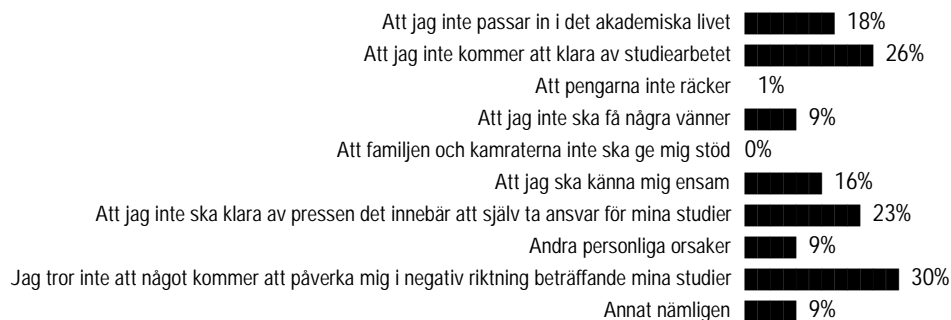 Att jag inte passar in i det akademiska livet 18%
Att jag inte kommer att klara av studiearbetet 26%
Att pengarna inte räcker 1%
Att jag inte ska få några vänner 9%
Att familjen och kamraterna inte ska ge mig stöd 0%
Att jag ska känna mig ensam 16%
Att jag inte ska klara av pressen det innebär att själv ta ansvar för mina studier 23%
Andra personliga orsaker 9%
Jag tror inte att något kommer att påverka mig i negativ riktning beträffande mina studier 30%
Annat nämligen 9%